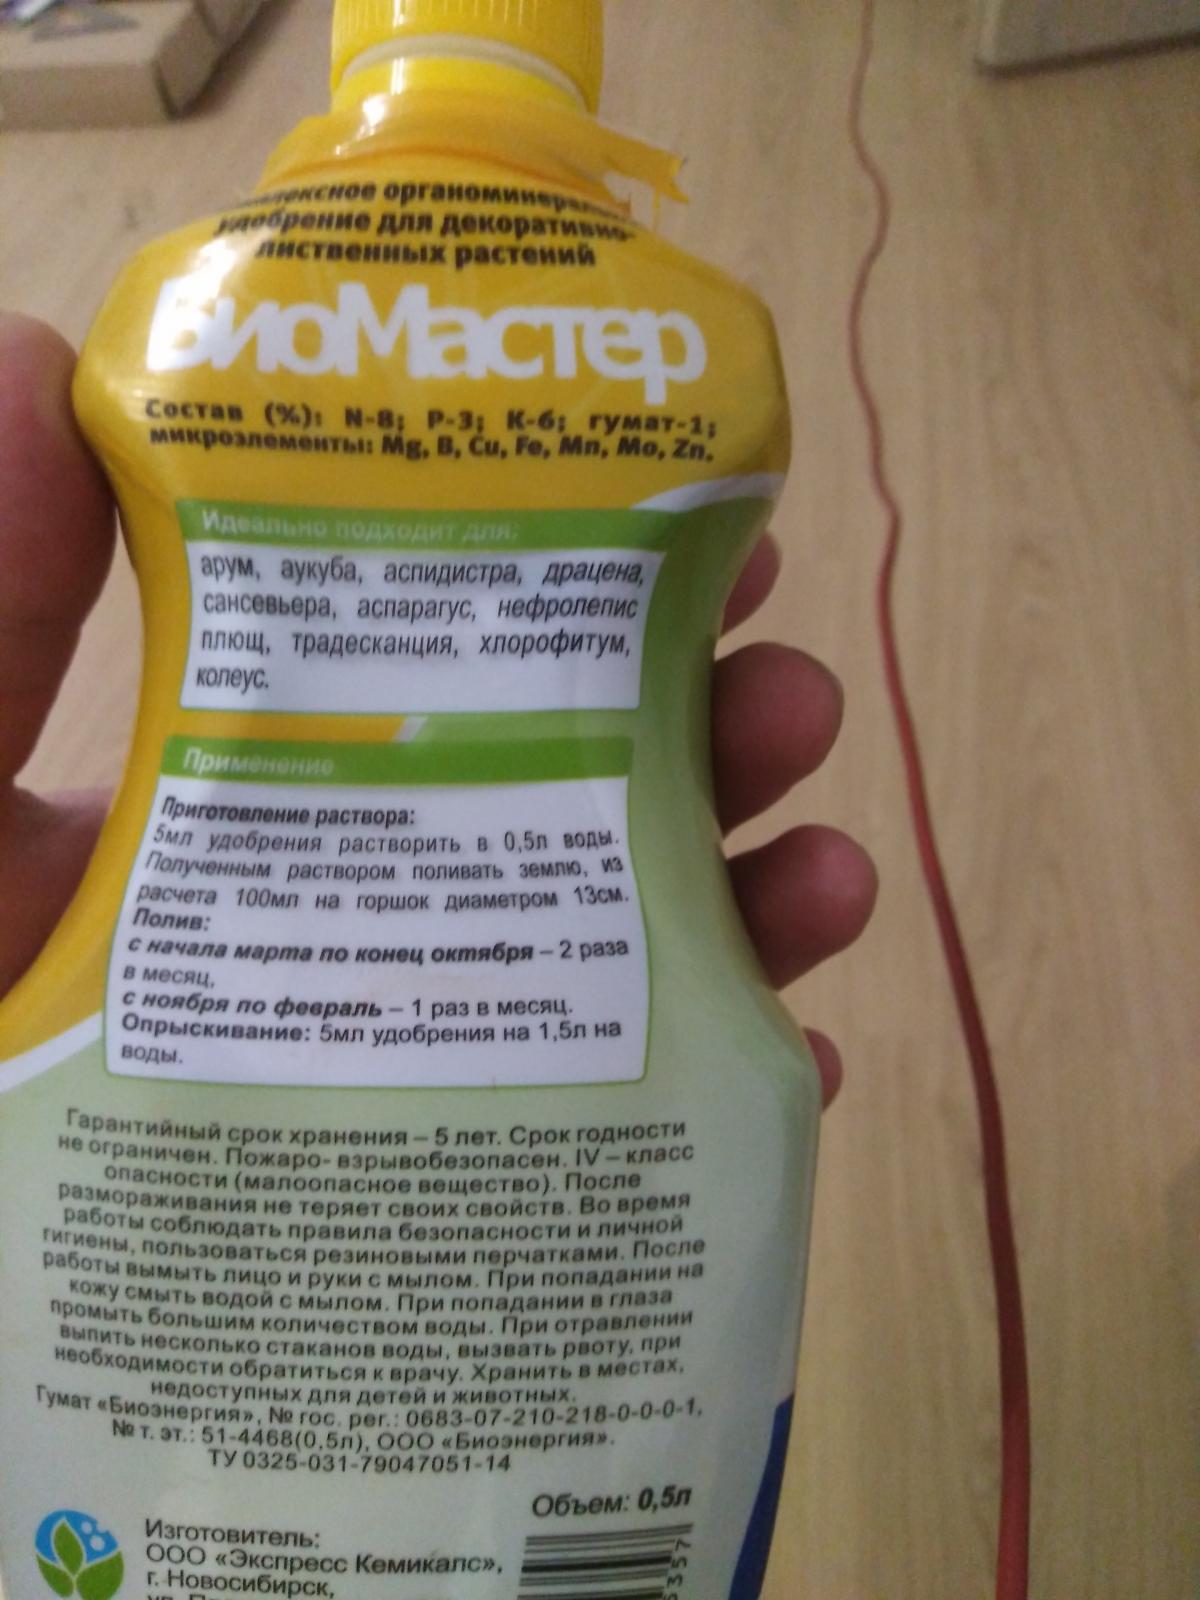 удобрение для декоративно-
лиственных растений
БиоМастер
Состав (%): N-8; P-3; K-6; гумат-1;
микроэлементы: Mg, B, Cu, Fe, Mn, Mo, Zn.
Идеально подходит для:
арум, аукуба, аспидистра, драцена,
сансевьера, аспарагус, нефролепис
плющ, традесканция, хлорофитум,
колеус.
Применение
Приготовление раствора:
5мл удобрения растворить в 0,5л воды.
Полученным раствором поливать землю, из
расчета 100мл на горшок диаметром 13см.
Полив:
с начала марта по конец октября – 2 раза
в месяц,
с ноября по февраль – 1 раз в месяц.
Опрыскивание: 5мл удобрения на 1,5л на
воды.
Гарантийный срок хранения – 5 лет. Срок годности
не ограничен. Пожаро- взрывобезопасен. IV – класс
опасности (малоопасное вещество). После
размораживания не теряет своих свойств. Во время
работы соблюдать правила безопасности и личной
гигиены, пользоваться резиновыми перчатками. После
работы вымыть лицо и руки с мылом. При попадании на
кожу смыть водой с мылом. При попадании в глаза
промыть большим количеством воды. При отравлении
выпить несколько стаканов воды, вызвать рвоту, при
необходимости обратиться к врачу. Хранить в местах,
недоступных для детей и животных.
Гумат «Биоэнергия», № гос. рег.: 0683-07-210-218-0-0-0-1,
№ т. эт.: 51-4468(0,5л), ООО «Биоэнергия».
ТУ 0325-031-79047051-14
Объем: 0,5л
Изготовитель:
ООО «Экспресс Кемикалс»,
г. Новосибирск,